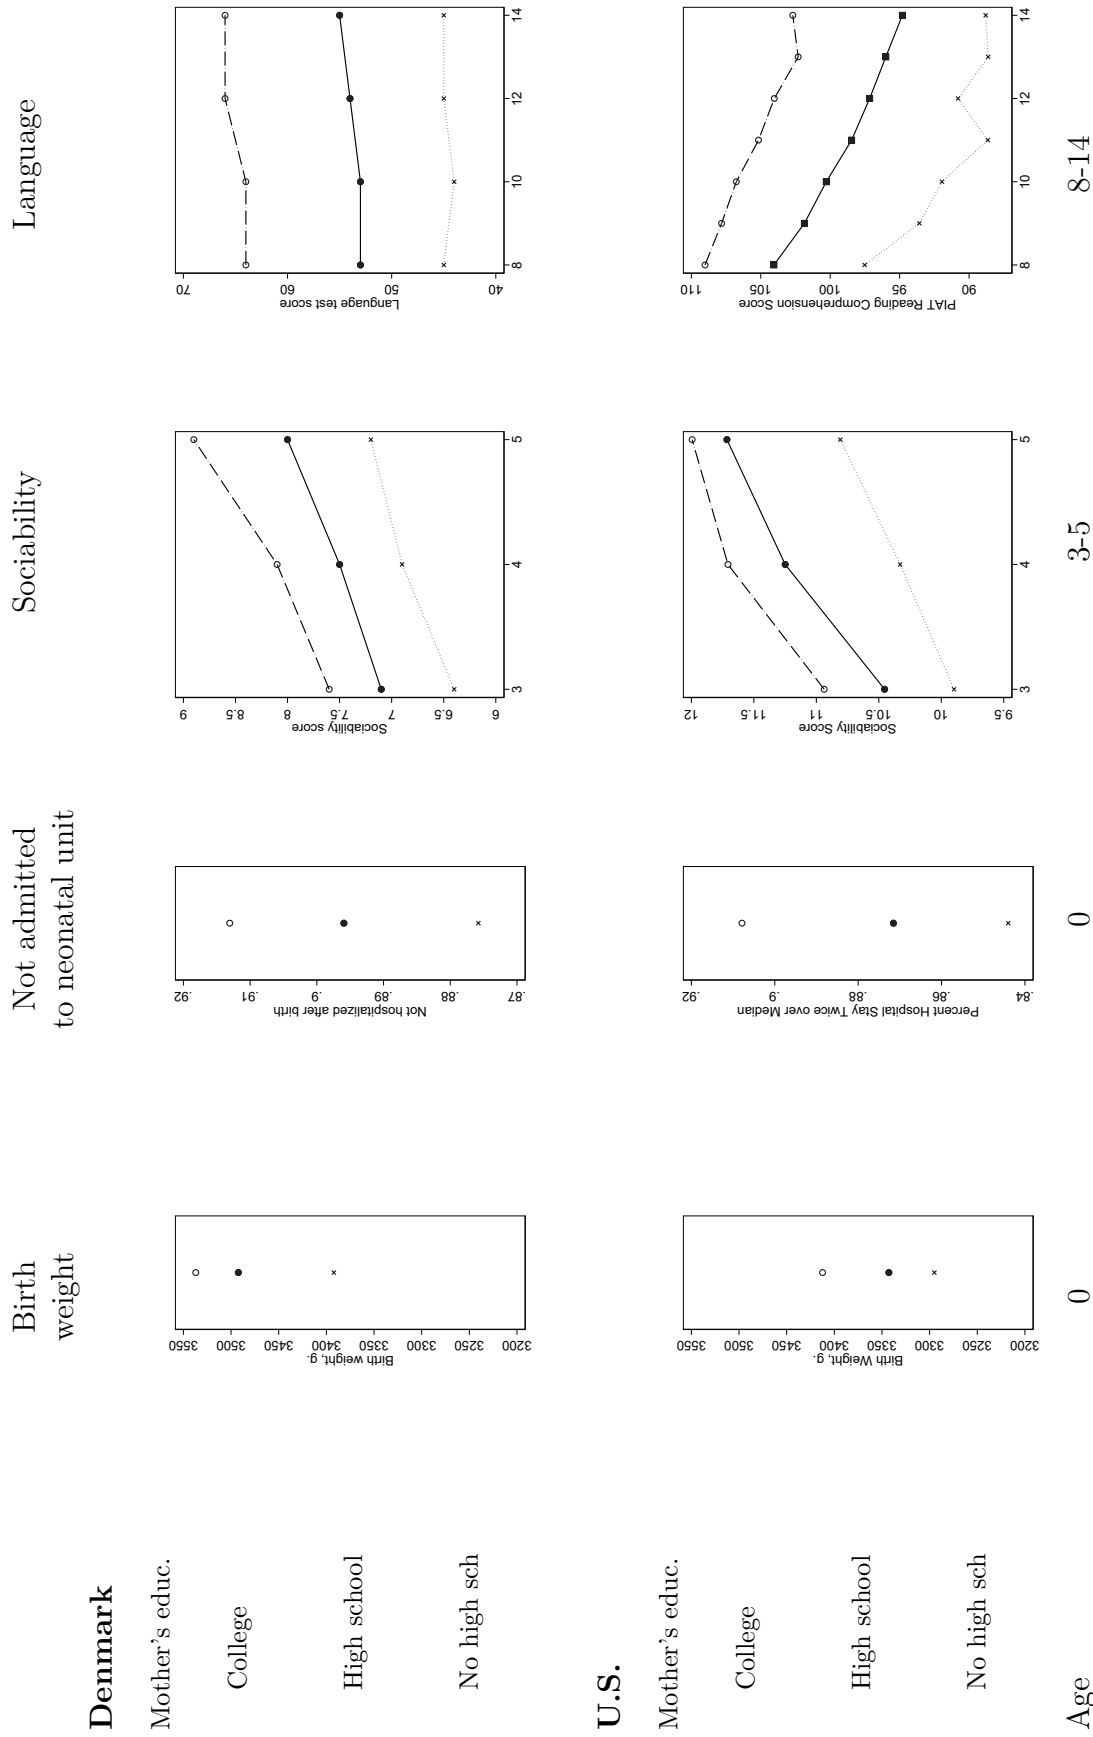 Birth
weight
Not admitted
to neonatal unit
Sociability
Language
Denmark
Mother's educ.
College
High school
No high sch
3550
3500
3450
3400
3350
3300
3250
3200
Birth weight, g.
.92
.91
.9
.89
.88
.87
Not hospitalized after birth
9
8.5
8
7.5
7
6.5
6
Sociability score
3
4
5
70
60
50
40
Language test score
8
10
12
14
U.S.
Mother's educ.
College
High school
No high sch
3550
3500
3450
3400
3350
3300
3250
3200
Birth Weight, g.
.92
.9
.88
.86
.84
Percent Hospital Stay Twice over Median
12
11.5
11
10.5
10
9.5
Sociability Score
3
4
5
110
105
100
95
90
PIAT Reading Comprehension Score
8
10
12
14
Age
0
0
3-5
8-14